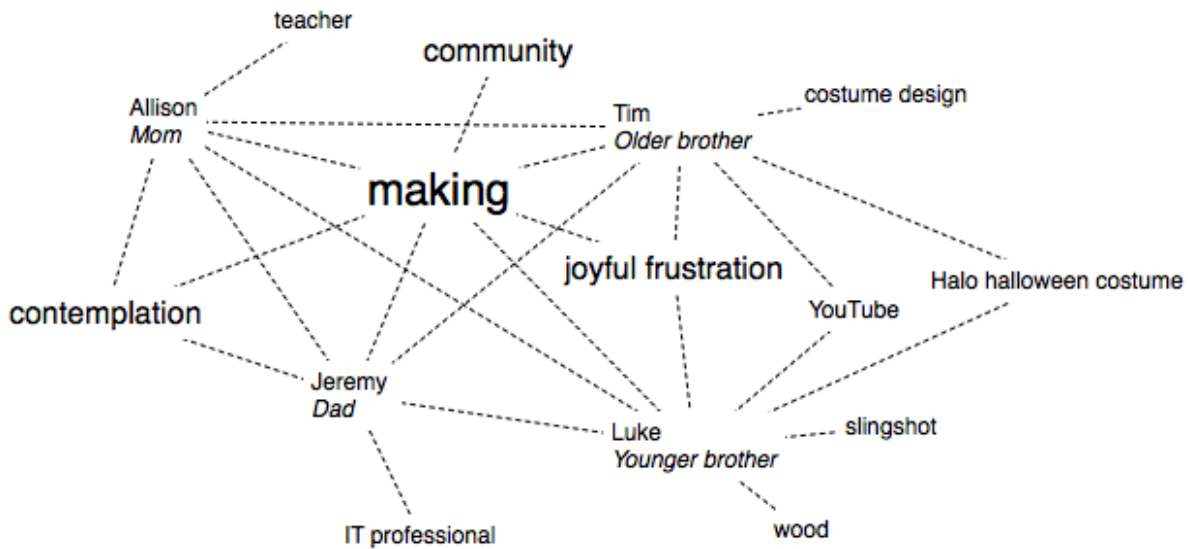 teacher
community
costume design
Allison
Mom
Tim
Older brother
making
joyful frustration
Halo halloween costume
contemplation
YouTube
Jeremy
Dad
Luke
Younger brother
slingshot
IT professional
wood